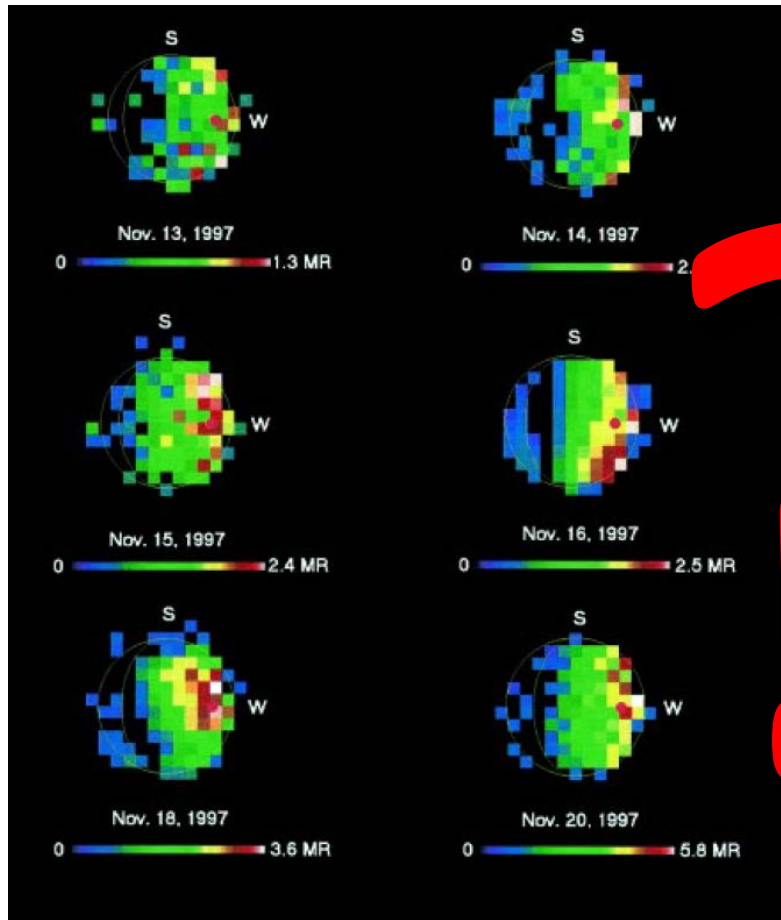 S
W
Nov. 13, 1997
0 1.3 MR
S
W
Nov. 14, 1997
0
S
W
Nov. 15, 1997
0 2.4 MR
S
W
Nov. 16, 1997
0 2.5 MR
S
W
Nov. 18, 1997
0 3.6 MR
S
W
Nov. 20, 1997
0 5.8 MR